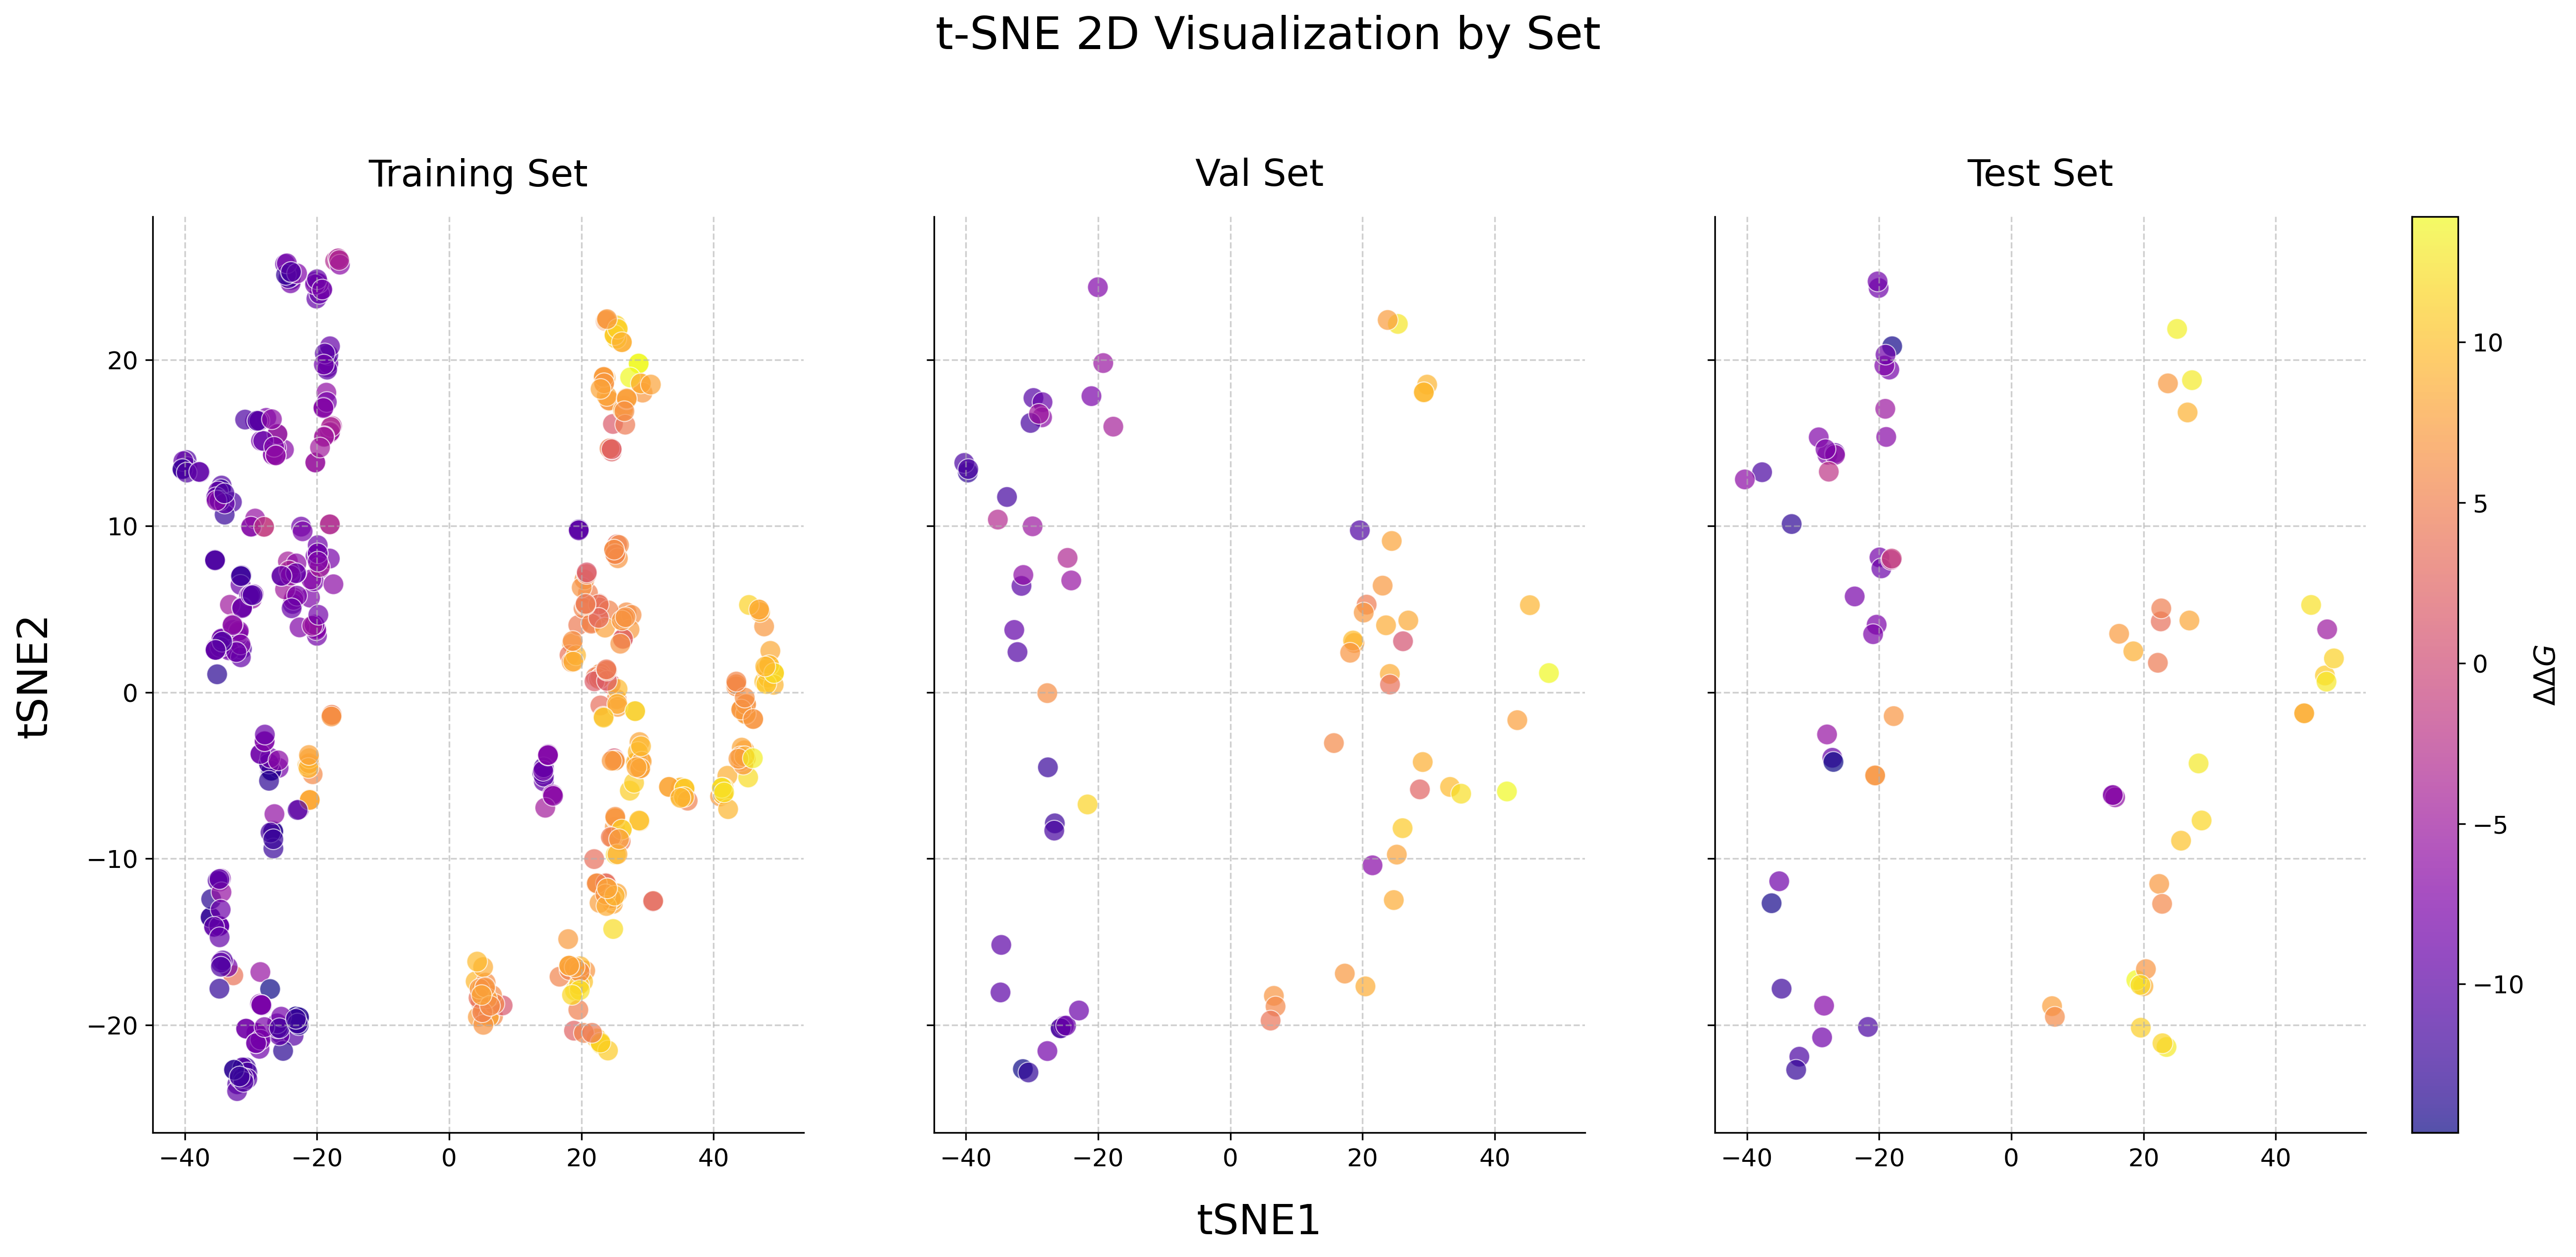 t-SNE 2D Visualization by Set
Training Set
Val Set
Test Set
tSNE2
20
10
0
−10
−20
−40 −20 0 20 40
−40 −20 0 20 40
−40 −20 0 20 40
tSNE1
10
5
0
−5
−10
ΔΔG